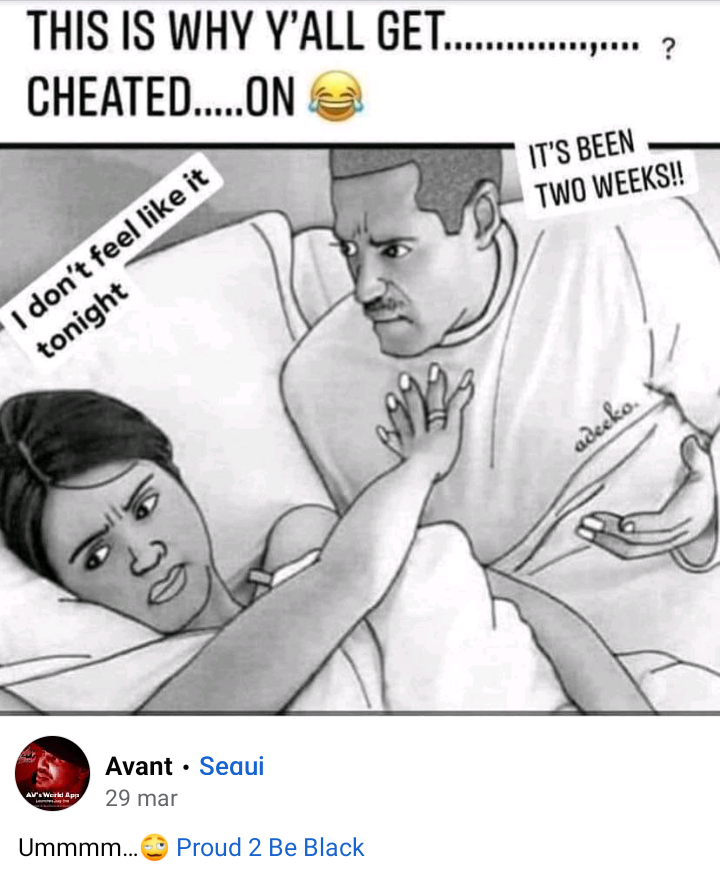 THIS IS WHY Y'ALL GET...............,.... ?
CHEATED.....ON 😂
IT'S BEEN
TWO WEEKS!!
I don't feel like it
tonight
adeeko.
Avant • Segui
29 mar
AV's World App
Ummmm...🥴 Proud 2 Be Black